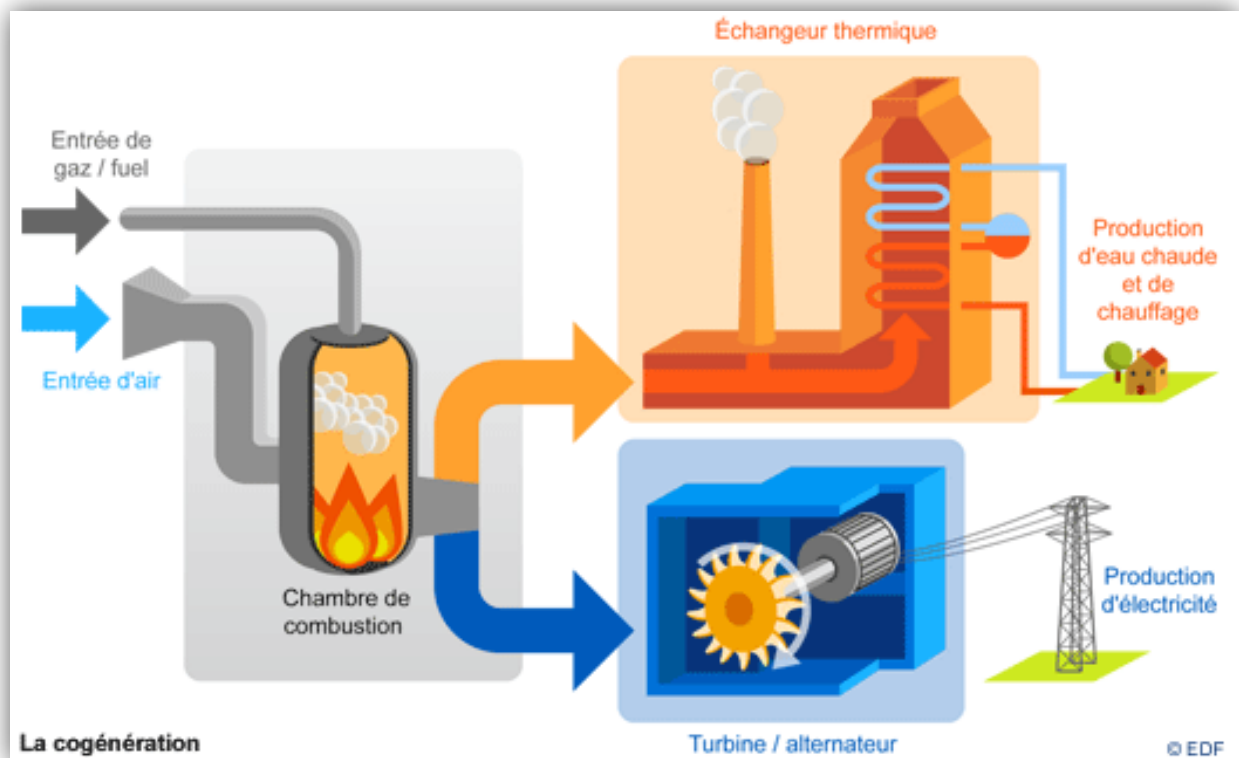 Échangeur thermique
Entrée de
gaz / fuel
Entrée d'air
Chambre de
combustion
Production
d'eau chaude
et de
chauffage
Production
d'électricité
Turbine / alternateur
La cogénération
© EDF